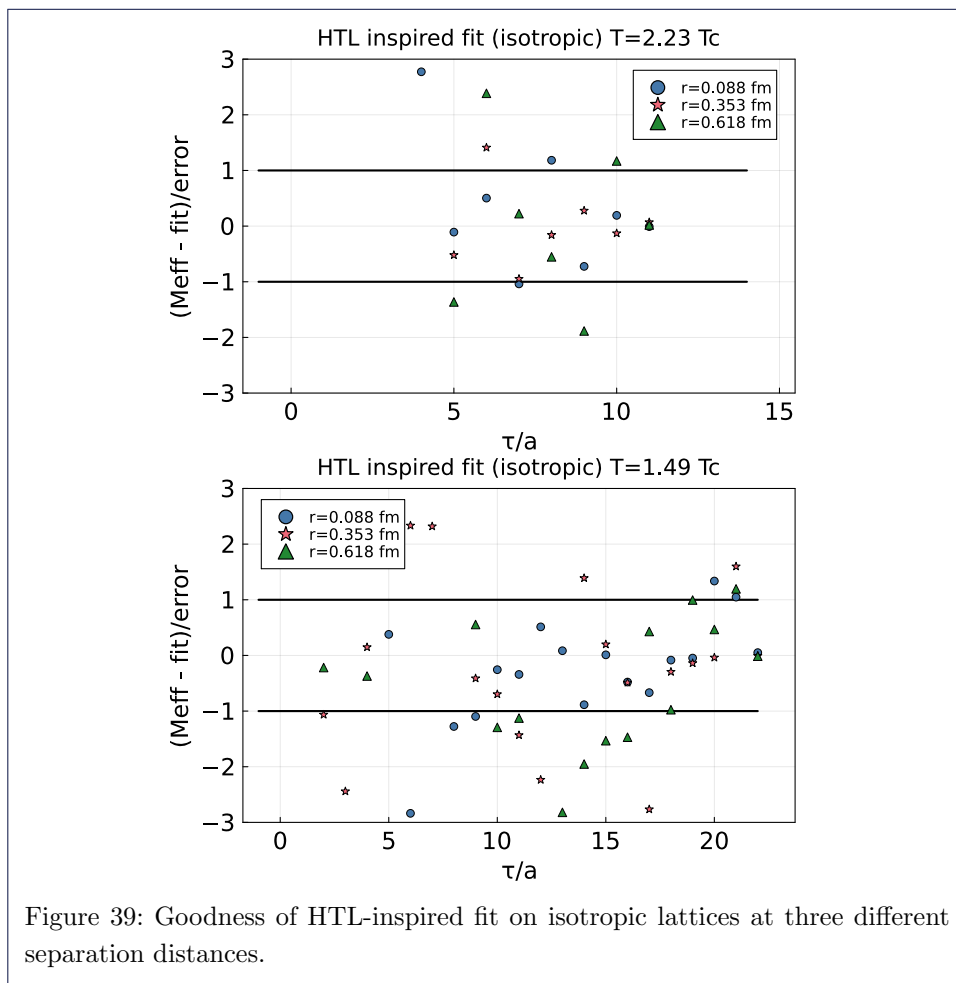 HTL inspired fit (isotropic) T=2.23 Tc
3
2
1
0
−1
−2
−3
(Meff - fit)/error
r=0.088 fm
r=0.353 fm
r=0.618 fm
0 5 10 15
τ/a
HTL inspired fit (isotropic) T=1.49 Tc
3
2
1
0
−1
−2
−3
(Meff - fit)/error
r=0.088 fm
r=0.353 fm
r=0.618 fm
0 5 10 15 20
τ/a
Figure 39: Goodness of HTL-inspired fit on isotropic lattices at three different
separation distances.